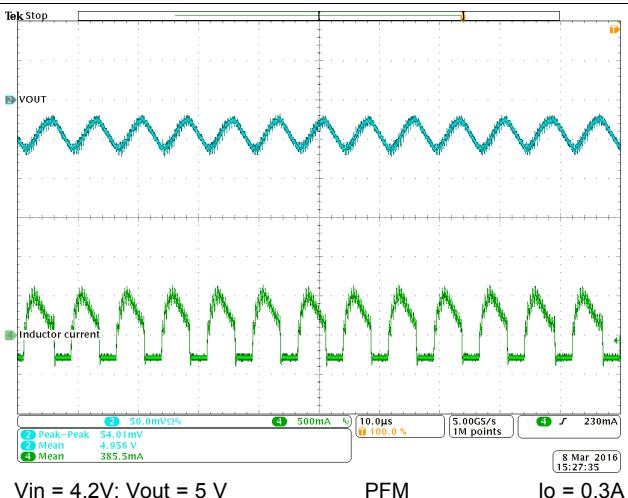 Tek Stop
T
2 VOUT
4 Inductor current
2 50.0mVΩ 4 500mA 10.0µs 5.00GS/s 4 230mA
T 100.0 % 1M points
2 Peak-Peak 54.01mV
2 Mean 4.956 V
4 Mean 385.5mA
8 Mar 2016
15:27:35
Vin = 4.2V; Vout = 5 V PFM Io = 0.3A